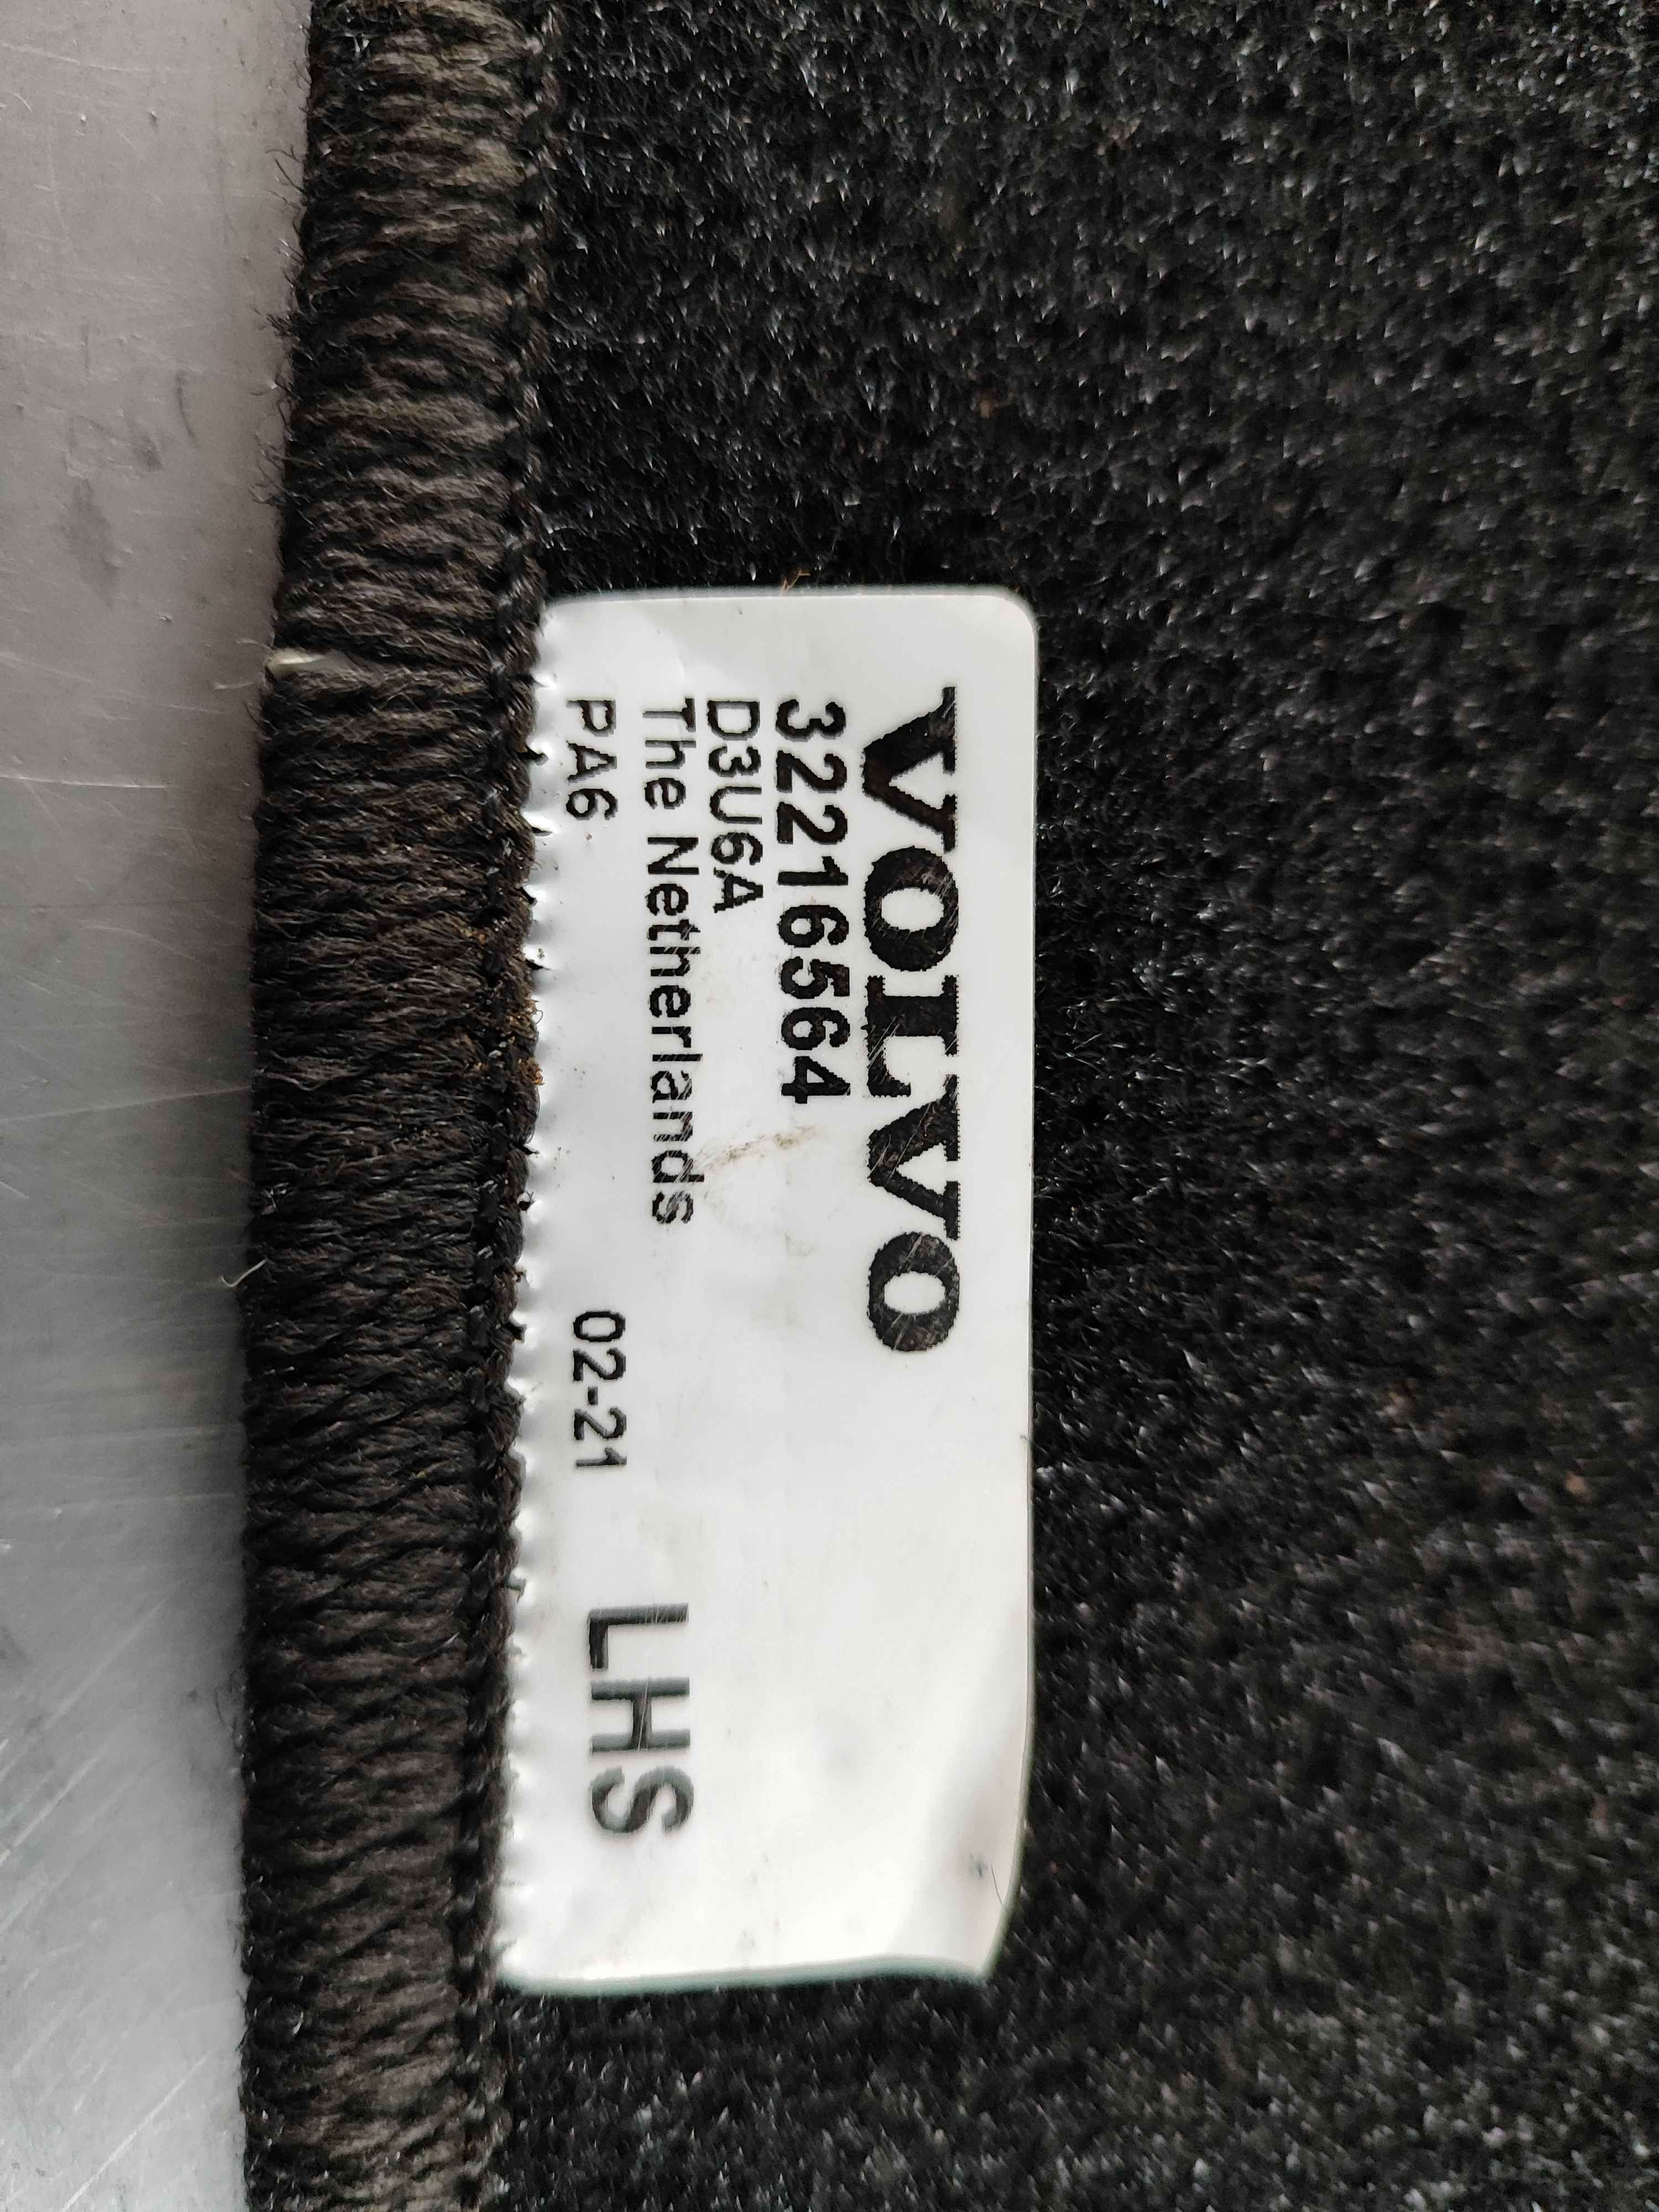 VOLVO
32216564
D3U6A
The Netherlands
PA6 02-21 LHS